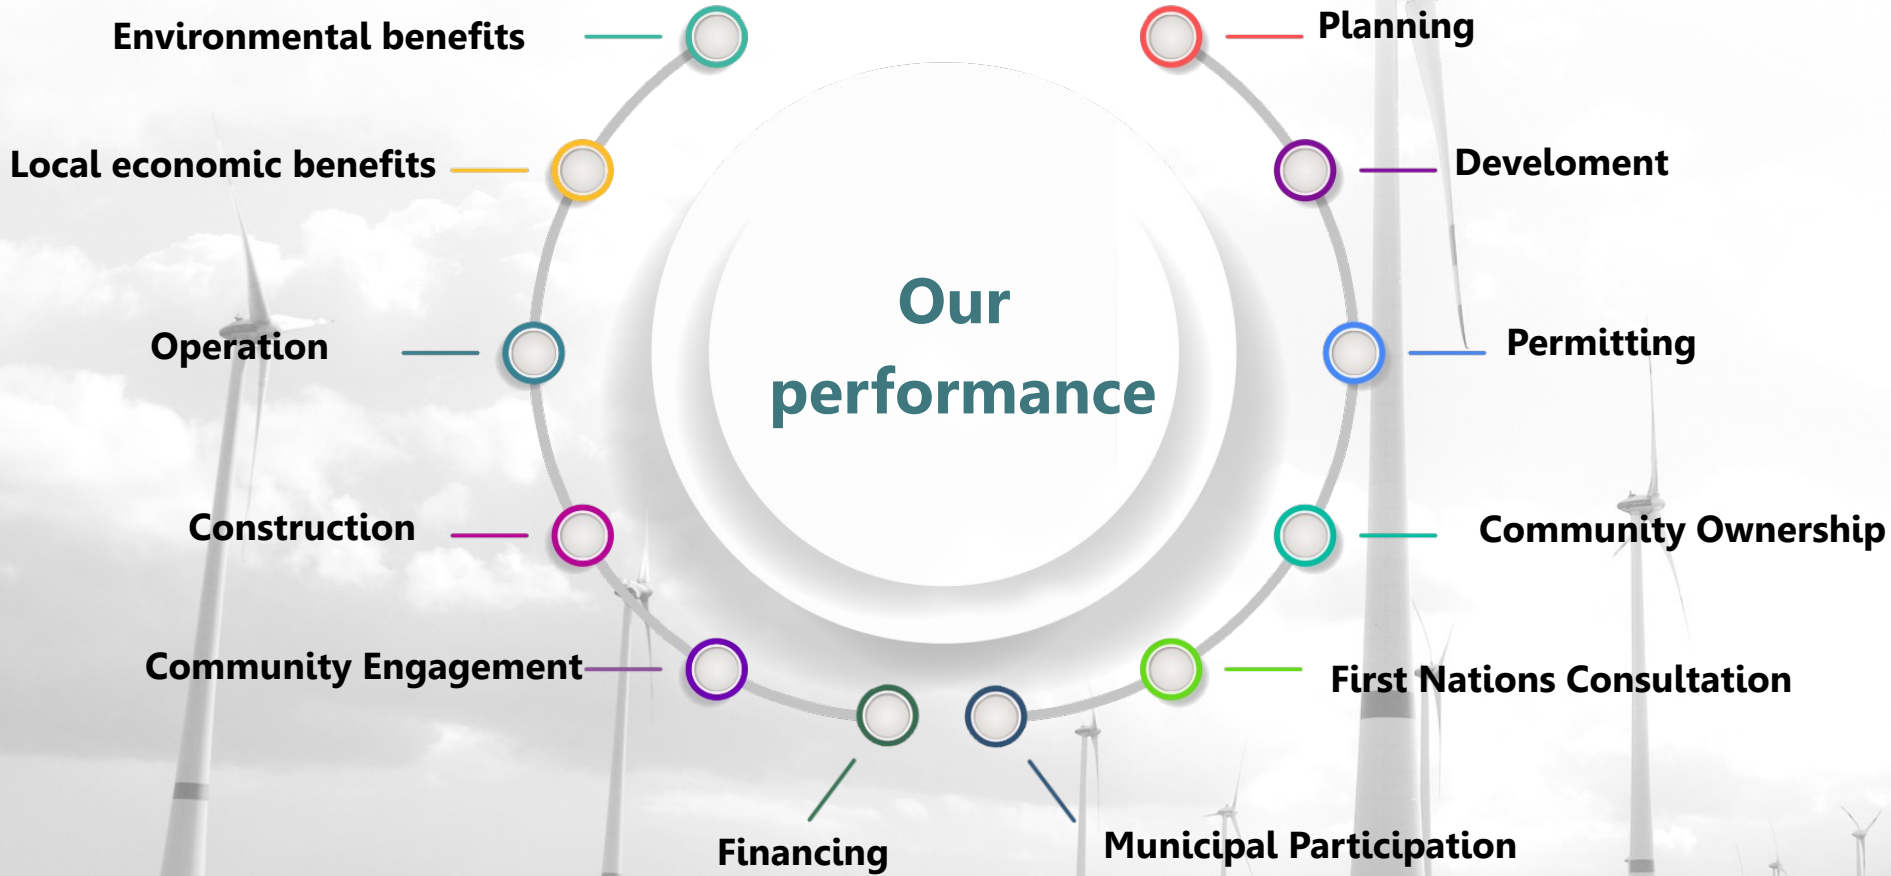 Environmental benefits
Planning
Local economic benefits
Develoment
Our
performance
Operation
Permitting
Construction
Community Ownership
Community Engagement
First Nations Consultation
Financing
Municipal Participation